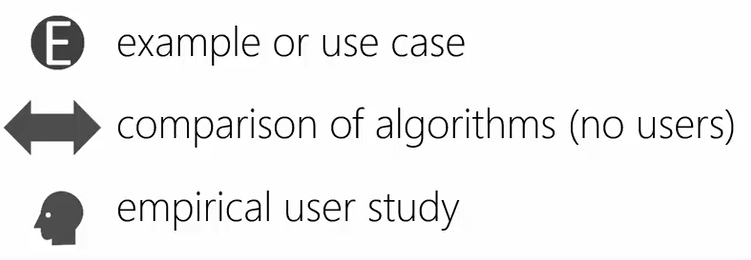 E example or use case
comparison of algorithms (no users)
empirical user study